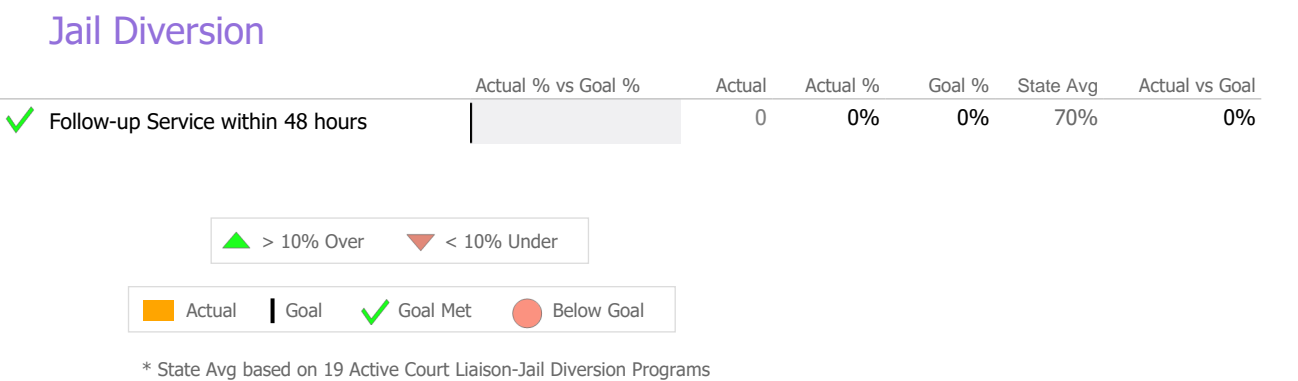 Jail Diversion
Actual % vs Goal % Actual Actual % Goal % State Avg Actual vs Goal
Follow-up Service within 48 hours 0 0% 0% 70% 0%
> 10% Over < 10% Under
Actual Goal Goal Met Below Goal
* State Avg based on 19 Active Court Liaison-Jail Diversion Programs